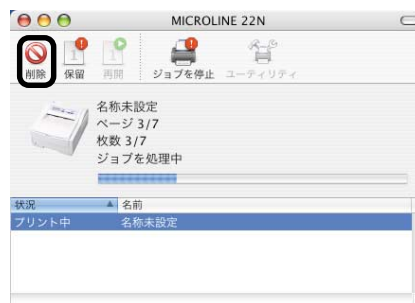 MICROLINE 22N
削除 保留 再開 ジョブを停止 ユーティリティ
名称未設定
ページ 3/7
枚数 3/7
ジョブを処理中
状況 名前
プリント中 名称未設定